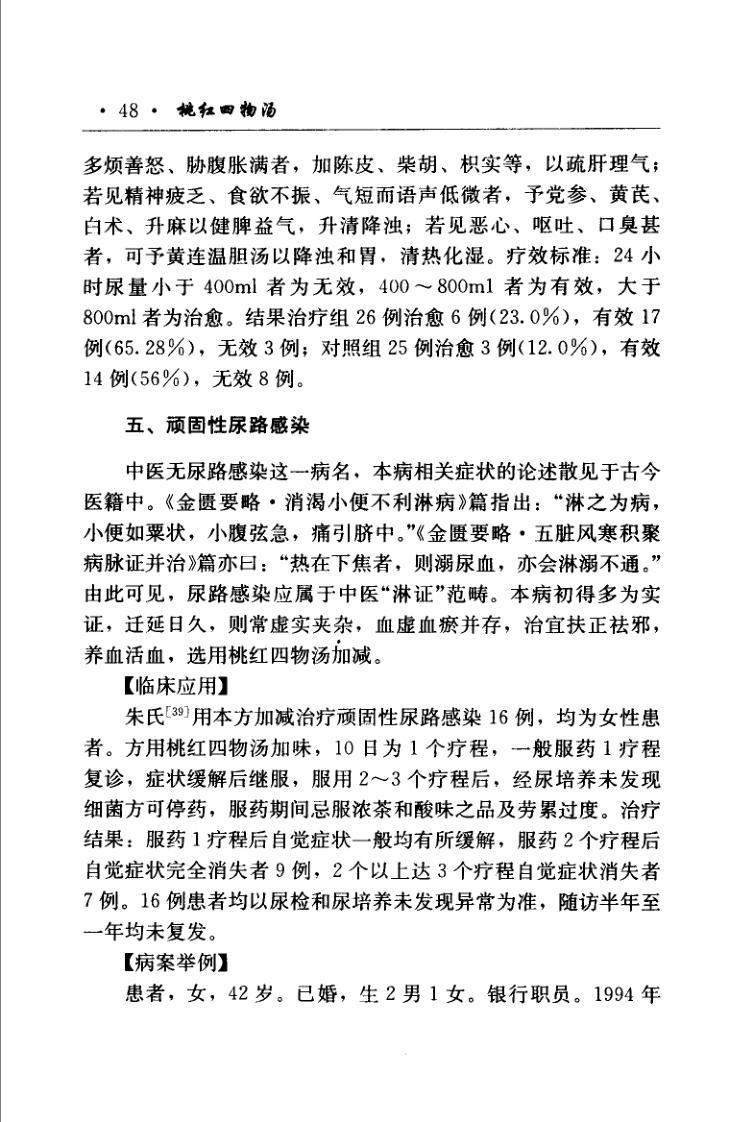 · 48 · 桃红四物汤
多烦善怒、胁腹胀满者，加陈皮、柴胡、枳实等，以疏肝理气；
若见精神疲乏、食欲不振、气短而语声低微者，予党参、黄芪、
白术、升麻以健脾益气，升清降浊；若见恶心、呕吐、口臭甚
者，可予黄连温胆汤以降浊和胃，清热化湿。疗效标准：24 小
时尿量小于 400ml 者为无效，400～800ml 者为有效，大于
800ml 者为治愈。结果治疗组 26 例治愈 6 例(23.0%)，有效 17
例(65.28%)，无效 3 例；对照组 25 例治愈 3 例(12.0%)，有效
14 例(56%)，无效 8 例。
五、顽固性尿路感染
中医无尿路感染这一病名，本病相关症状的论述散见于古今
医籍中。《金匮要略·消渴小便不利淋病》篇指出：“淋之为病，
小便如粟状，小腹弦急，痛引脐中。”《金匮要略·五脏风寒积聚
病脉证并治》篇亦曰：“热在下焦者，则溺尿血，亦会淋溺不通。”
由此可见，尿路感染应属于中医“淋证”范畴。本病初得多为实
证，迁延日久，则常虚实夹杂，血虚血瘀并存，治宜扶正祛邪，
养血活血，选用桃红四物汤加减。
【临床应用】
朱氏[39]用本方加减治疗顽固性尿路感染 16 例，均为女性患
者。方用桃红四物汤加味，10 日为 1 个疗程，一般服药 1 疗程
复诊，症状缓解后继服，服用 2～3 个疗程后，经尿培养未发现
细菌方可停药，服药期间忌服浓茶和酸味之品及劳累过度。治疗
结果：服药 1 疗程后自觉症状一般均有所缓解，服药 2 个疗程后
自觉症状完全消失者 9 例，2 个以上达 3 个疗程自觉症状消失者
7 例。16 例患者均以尿检和尿培养未发现异常为准，随访半年至
一年均未复发。
【病案举例】
患者，女，42 岁。已婚，生 2 男 1 女。银行职员。1994 年